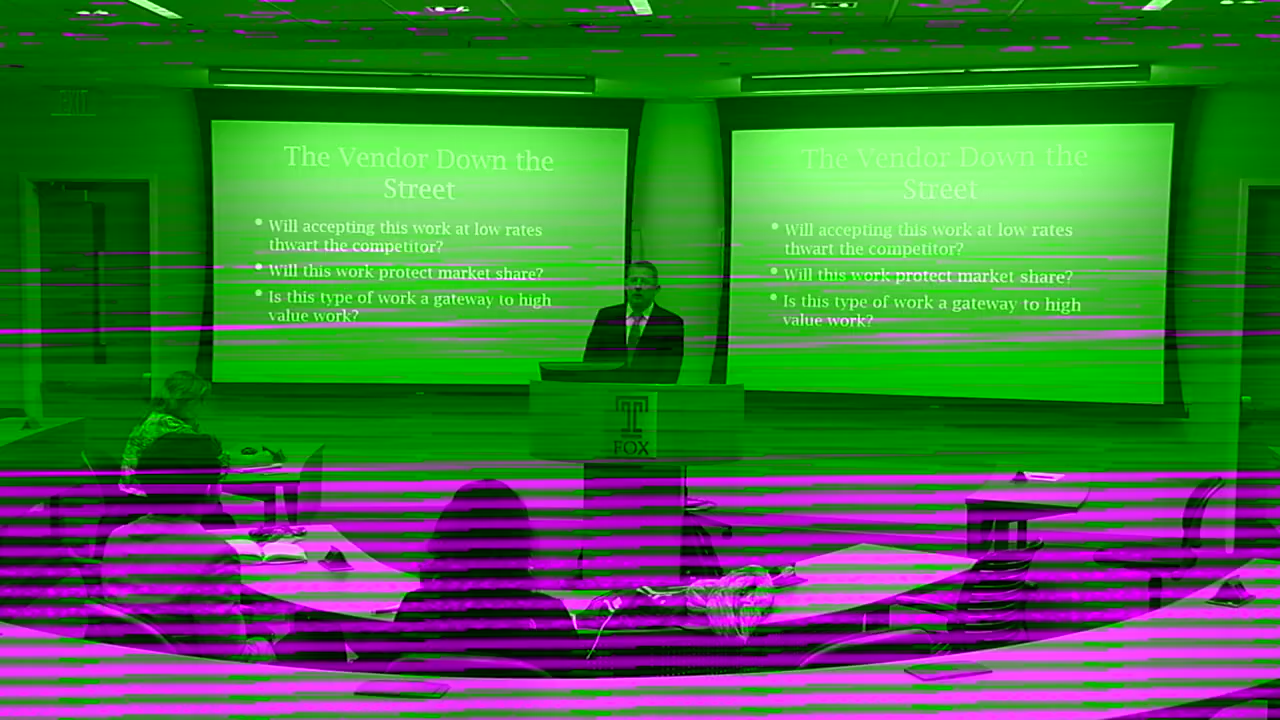 EXIT
The Vendor Down the
Street
• Will accepting this work at low rates
thwart the competitor?
• Will this work protect market share?
• Is this type of work a gateway to high
value work?
The Vendor Down the
Street
• Will accepting this work at low rates
thwart the competitor?
• Will this work protect market share?
• Is this type of work a gateway to high
value work?
T
FOX